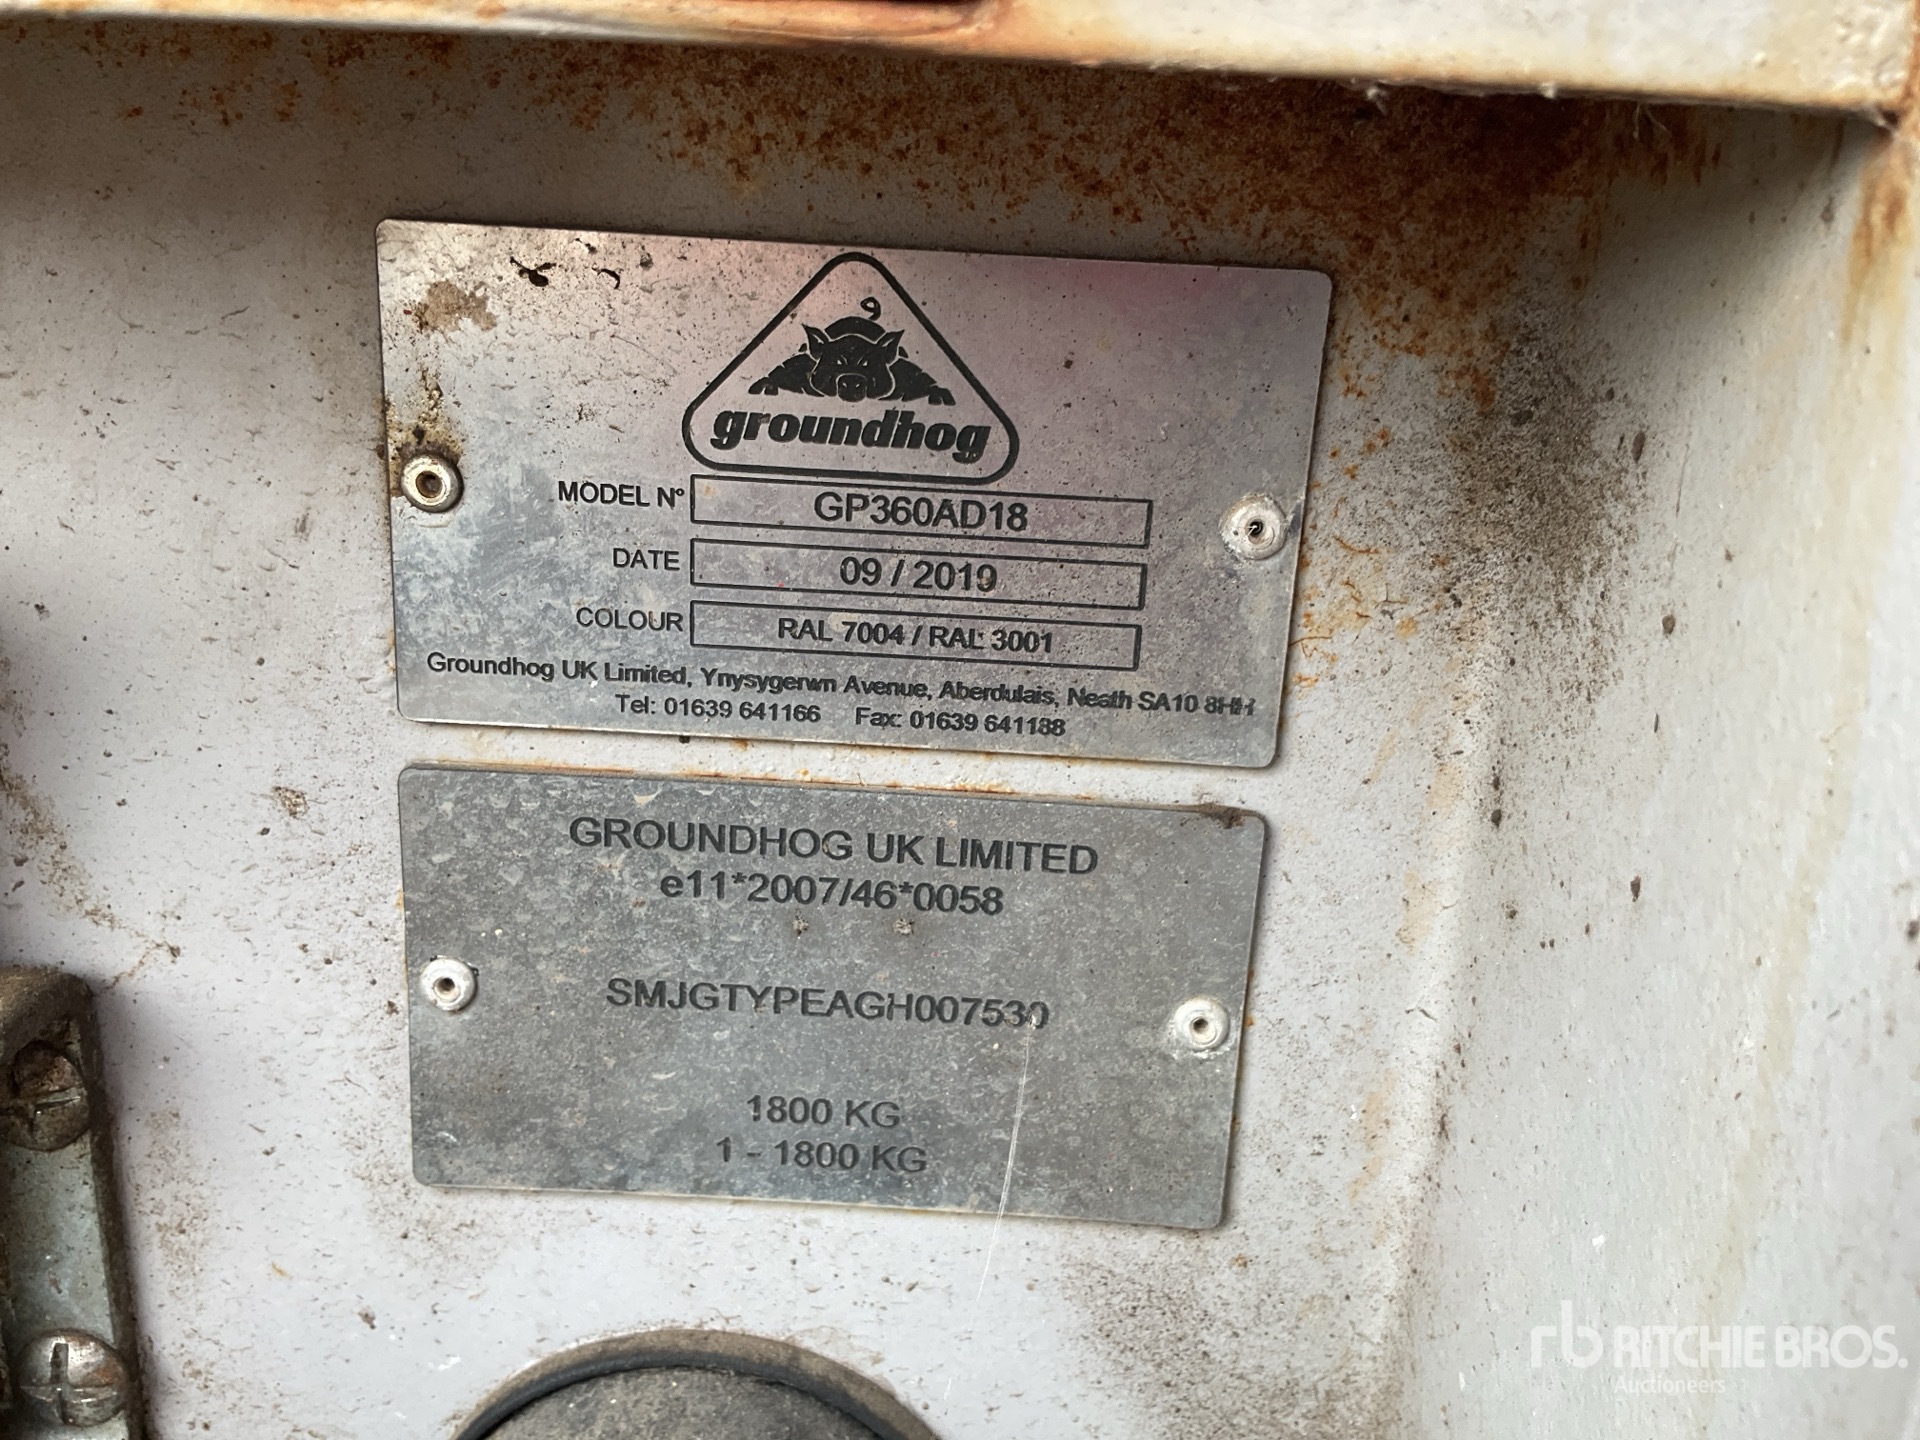 groundhog
MODEL Nº GP360AD18
DATE 09 / 2019
COLOUR RAL 7004 / RAL 3001
Groundhog UK Limited, Ynysygerwn Avenue, Aberdulais, Neath SA10 8HH
Tel: 01639 641166 Fax: 01639 641188
GROUNDHOG UK LIMITED
e11*2007/46*0058
SMJGTYPEAGH007530
1800 KG
1 - 1800 KG
rb RITCHIE BROS.
Auctioneers